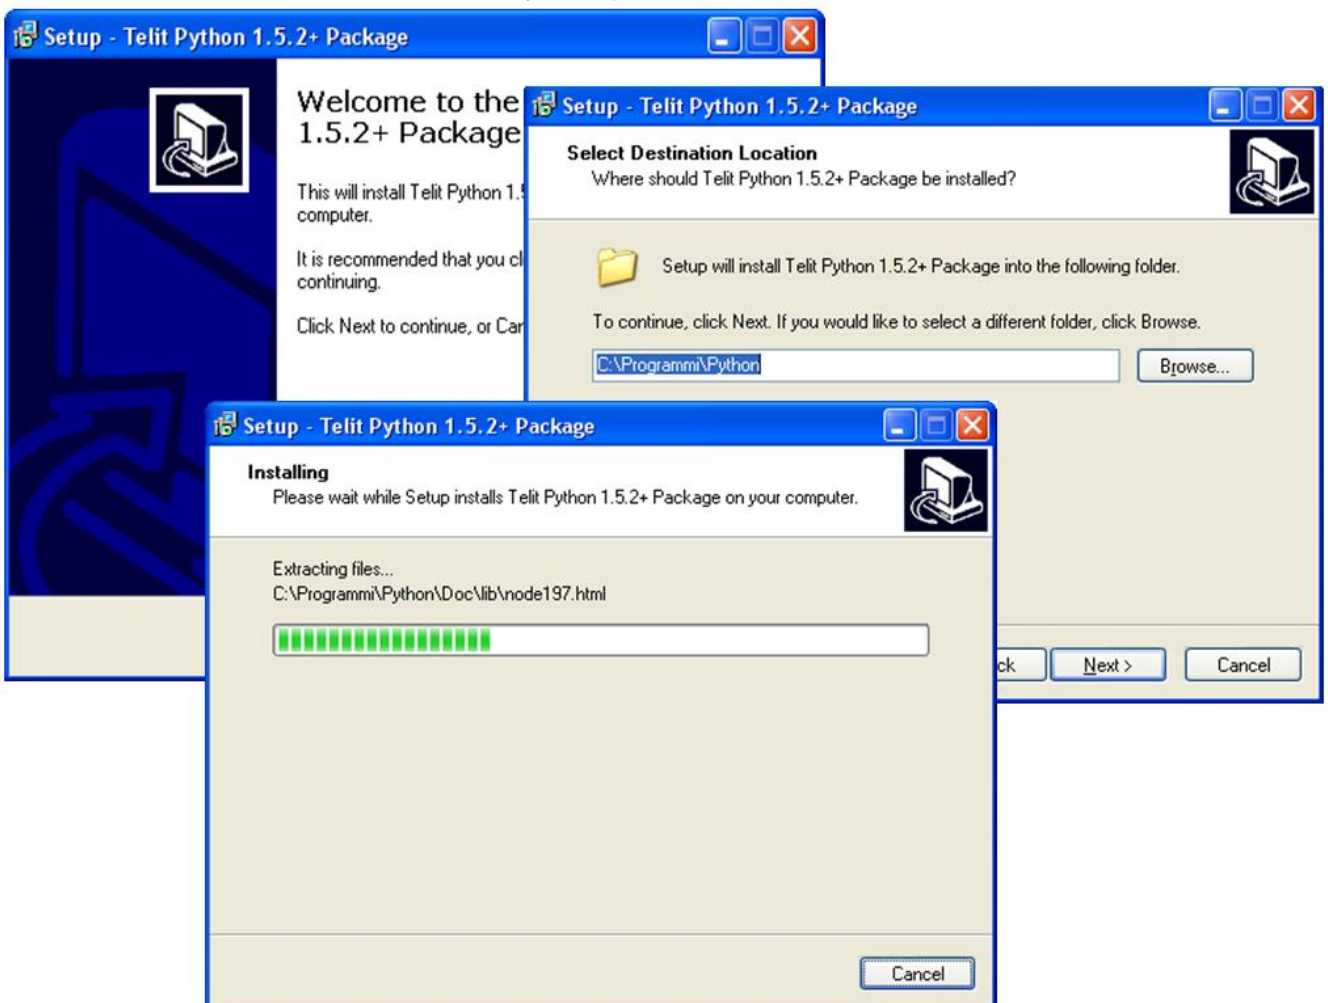 Setup - Telit Python 1.5.2+ Package
Welcome to the
1.5.2+ Package
This will install Telit Python 1.5
computer.
It is recommended that you cl
continuing.
Click Next to continue, or Can
Setup - Telit Python 1.5.2+ Package
Select Destination Location
Where should Telit Python 1.5.2+ Package be installed?
Setup will install Telit Python 1.5.2+ Package into the following folder.
To continue, click Next. If you would like to select a different folder, click Browse.
C:\Programmi\Python
Browse...
ck
Next >
Cancel
Setup - Telit Python 1.5.2+ Package
Installing
Please wait while Setup installs Telit Python 1.5.2+ Package on your computer.
Extracting files...
C:\Programmi\Python\Doc\lib\node197.html
Cancel